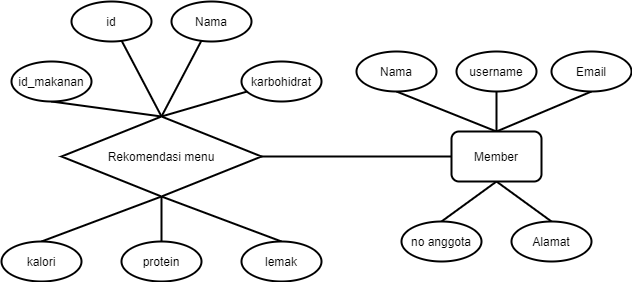 id
Nama
id_makanan
karbohidrat
Rekomendasi menu
kalori
protein
lemak
Nama
username
Email
Member
no anggota
Alamat